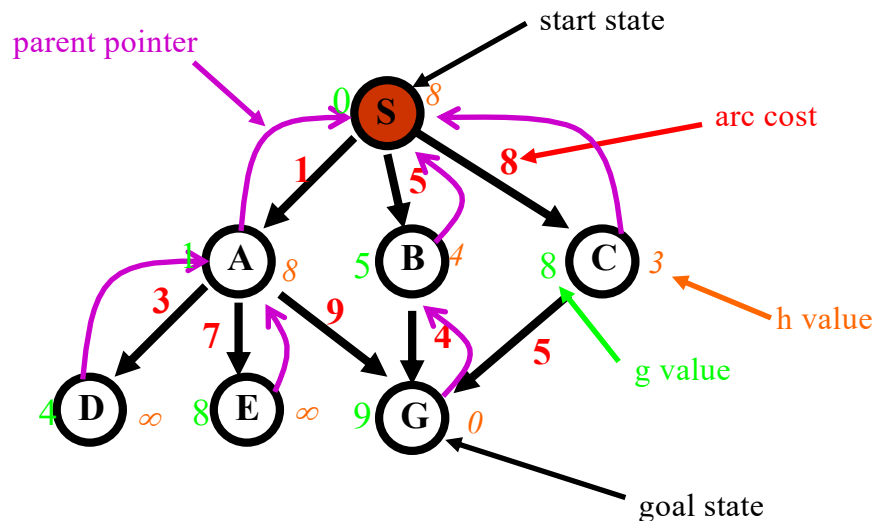 start state
parent pointer
0 S 8
arc cost
1 5 8
1 A 8
5 B 4
8 C 3
3 7 9 4 5
h value
g value
4 D ∞
8 E ∞
9 G 0
goal state